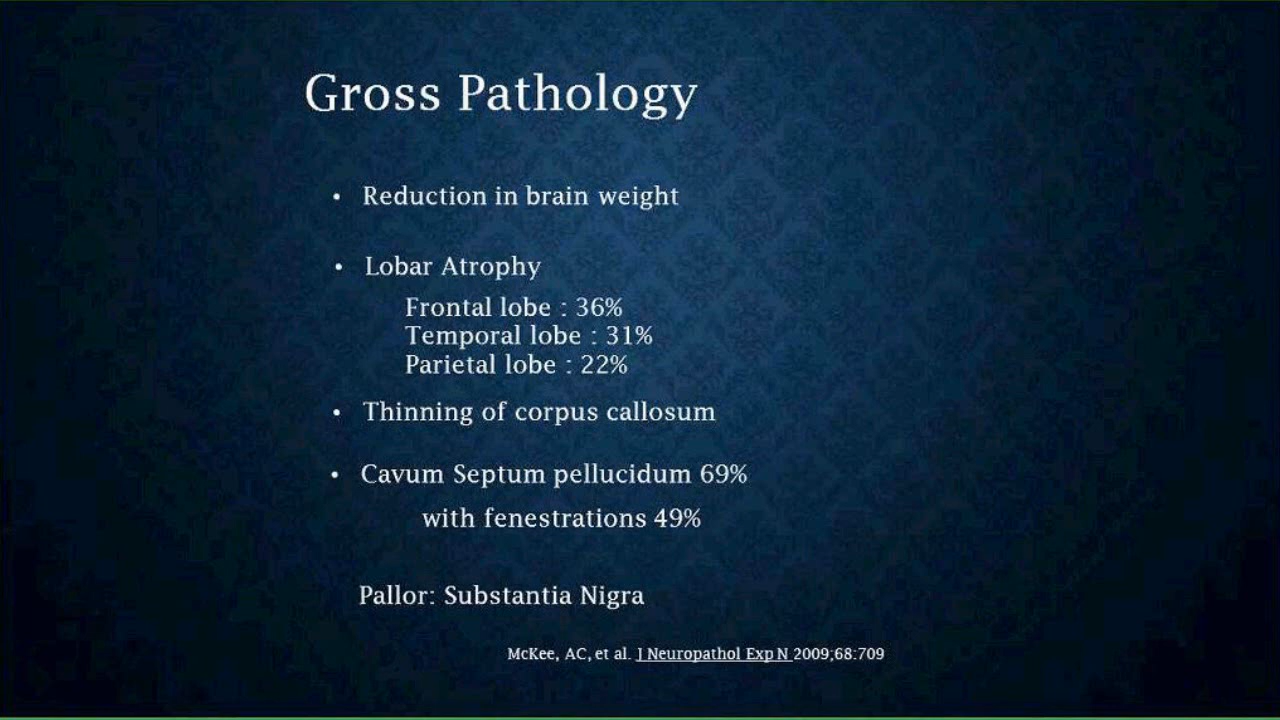 Gross Pathology
• Reduction in brain weight
• Lobar Atrophy
Frontal lobe : 36%
Temporal lobe : 31%
Parietal lobe : 22%
• Thinning of corpus callosum
• Cavum Septum pellucidum 69%
with fenestrations 49%
Pallor: Substantia Nigra
McKee, AC, et al. J Neuropathol Exp N 2009;68:709